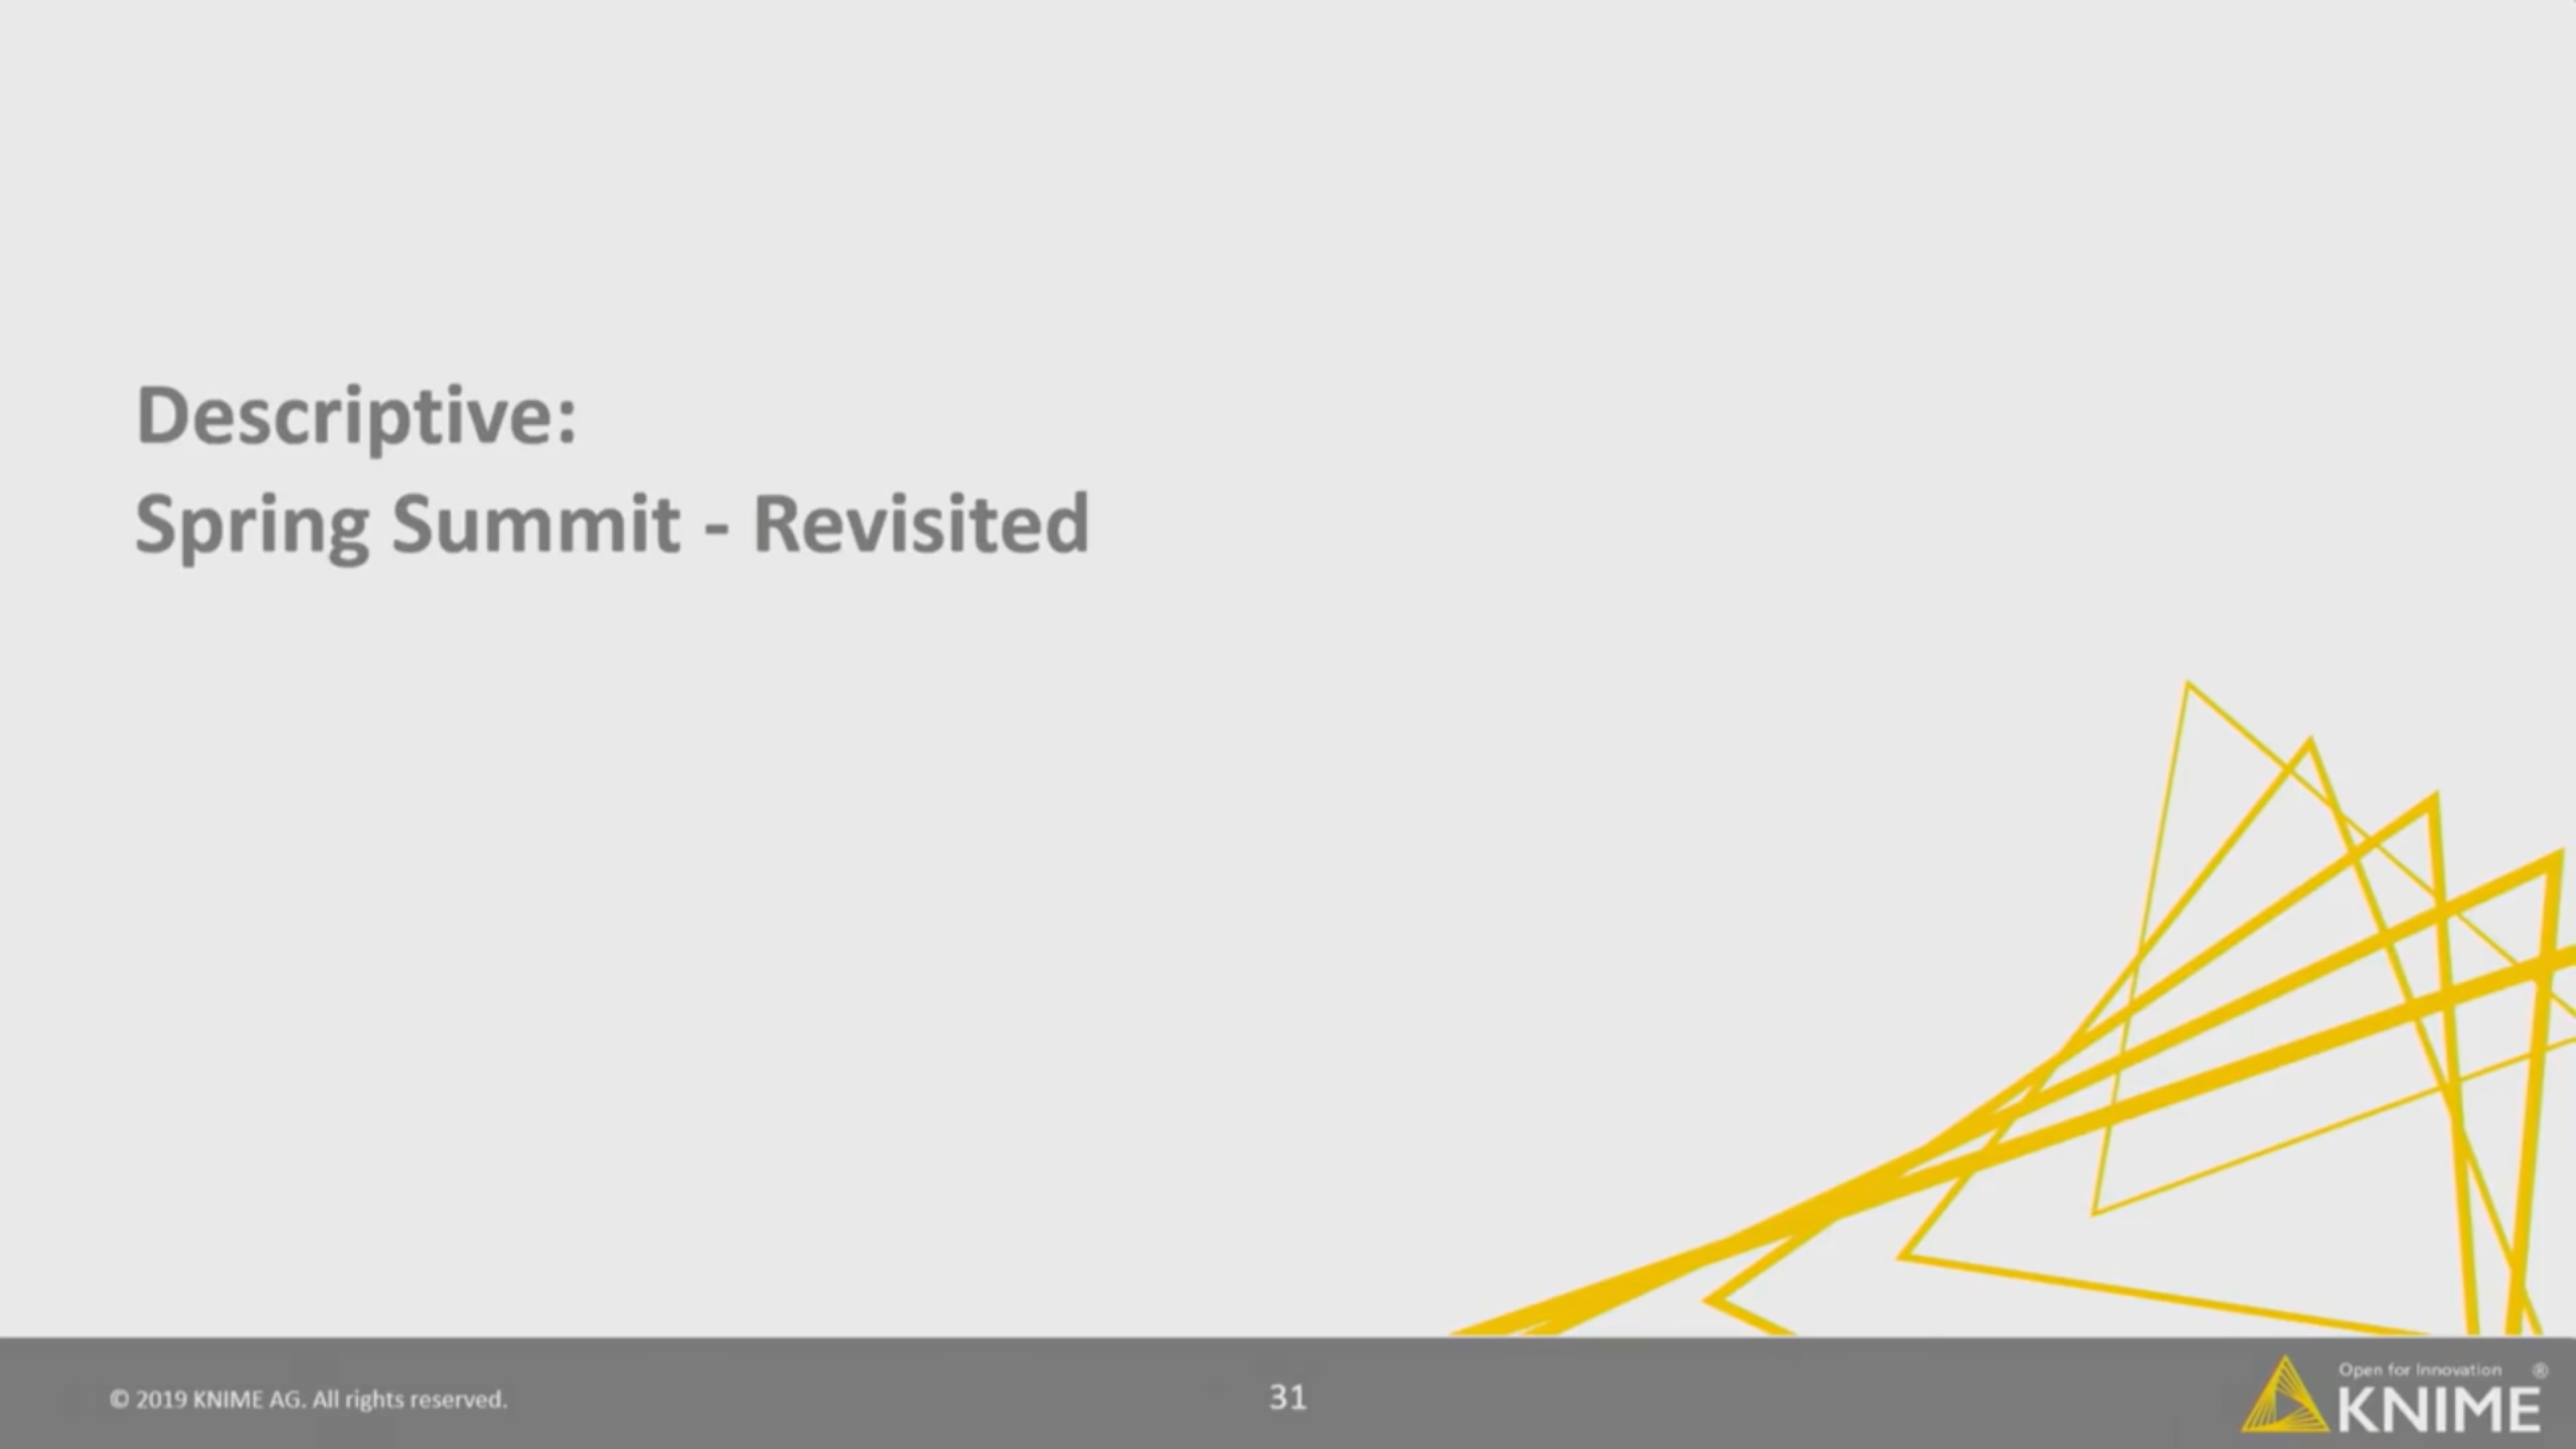 Descriptive:
Spring Summit - Revisited
© 2019 KNIME AG. All rights reserved.
31
Open for Innovation ®
KNIME